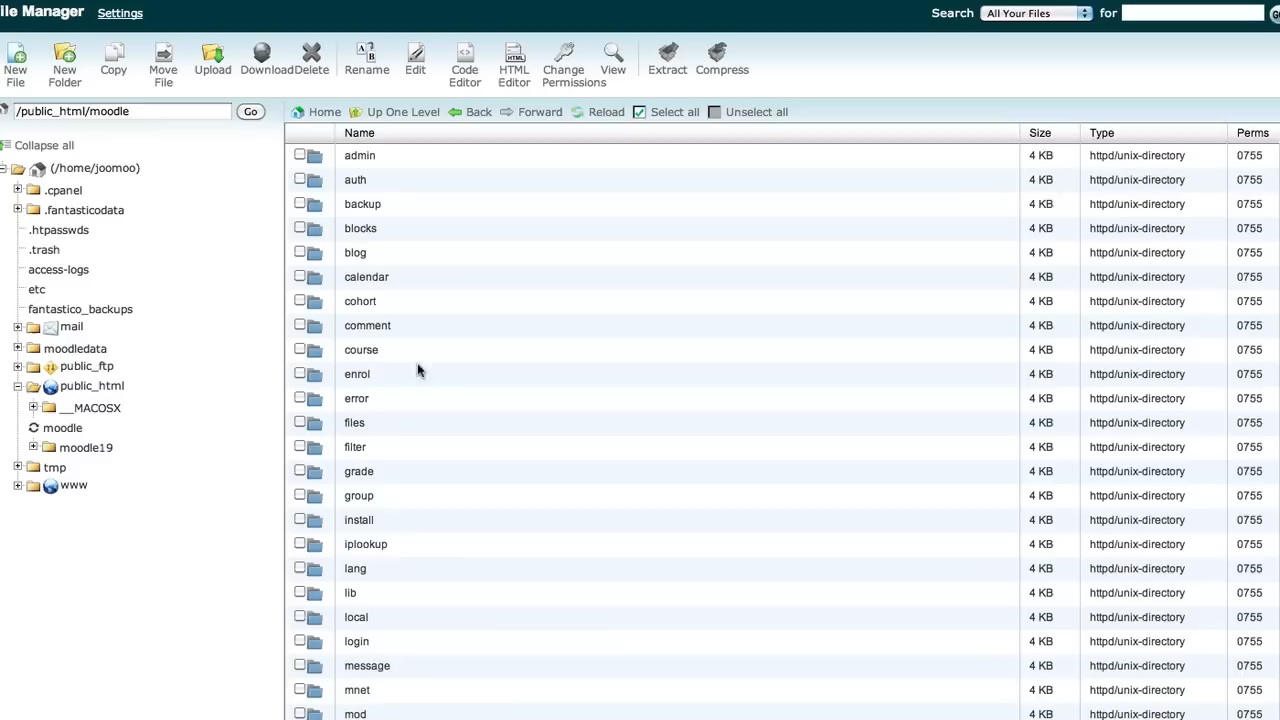 ile Manager Settings Search All Your Files for
New File New Folder Copy Move File Upload Download Delete Rename Edit Code Editor HTML Editor Change Permissions View Extract Compress
/public_html/moodle Go Home Up One Level Back Forward Reload Select all Unselect all
Collapse all
(/home/joomoo)
.cpanel
.fantasticodata
.htpasswds
.trash
access-logs
etc
fantastico_backups
mail
moodledata
public_ftp
public_html
__MACOSX
moodle
moodle19
tmp
www
Name Size Type Perms
admin 4 KB httpd/unix-directory 0755
auth 4 KB httpd/unix-directory 0755
backup 4 KB httpd/unix-directory 0755
blocks 4 KB httpd/unix-directory 0755
blog 4 KB httpd/unix-directory 0755
calendar 4 KB httpd/unix-directory 0755
cohort 4 KB httpd/unix-directory 0755
comment 4 KB httpd/unix-directory 0755
course 4 KB httpd/unix-directory 0755
enrol 4 KB httpd/unix-directory 0755
error 4 KB httpd/unix-directory 0755
files 4 KB httpd/unix-directory 0755
filter 4 KB httpd/unix-directory 0755
grade 4 KB httpd/unix-directory 0755
group 4 KB httpd/unix-directory 0755
install 4 KB httpd/unix-directory 0755
iplookup 4 KB httpd/unix-directory 0755
lang 4 KB httpd/unix-directory 0755
lib 4 KB httpd/unix-directory 0755
local 4 KB httpd/unix-directory 0755
login 4 KB httpd/unix-directory 0755
message 4 KB httpd/unix-directory 0755
mnet 4 KB httpd/unix-directory 0755
mod 4 KB httpd/unix-directory 0755